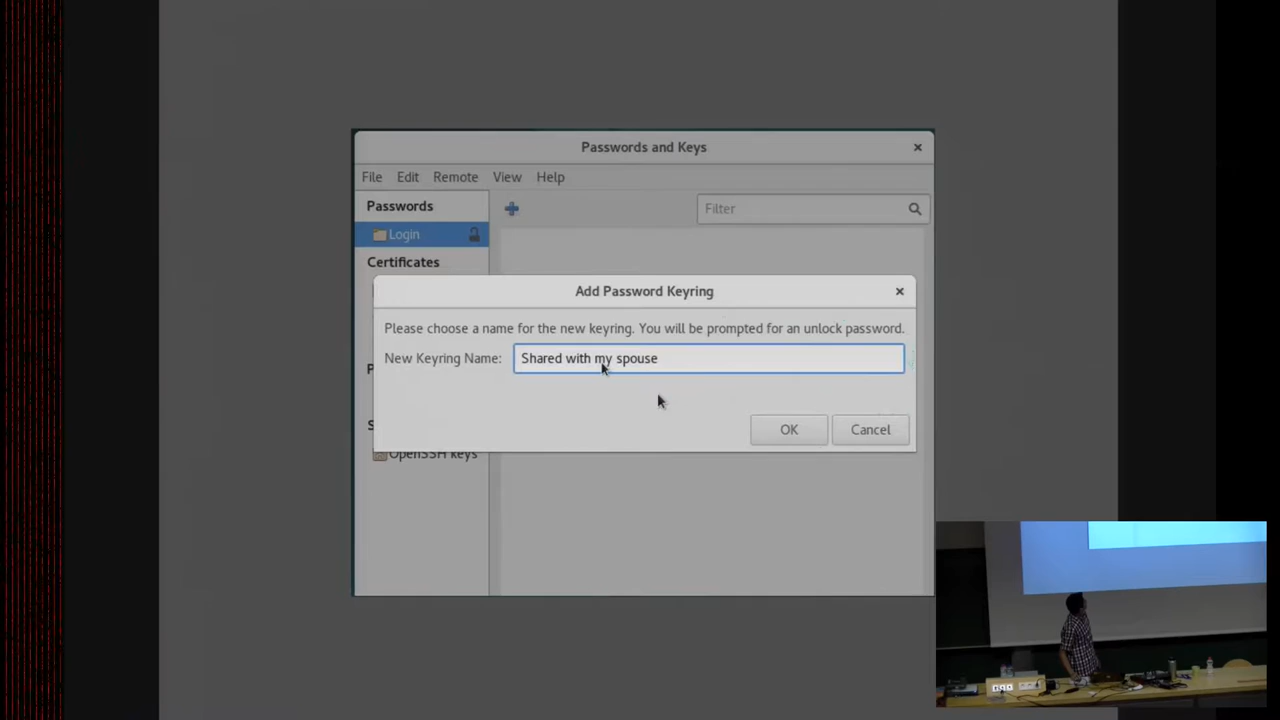 Passwords and Keys
File Edit Remote View Help
Passwords
Filter
Login
Certificates
Add Password Keyring
Please choose a name for the new keyring. You will be prompted for an unlock password.
New Keyring Name: Shared with my spouse
OK Cancel
OpenSSH keys